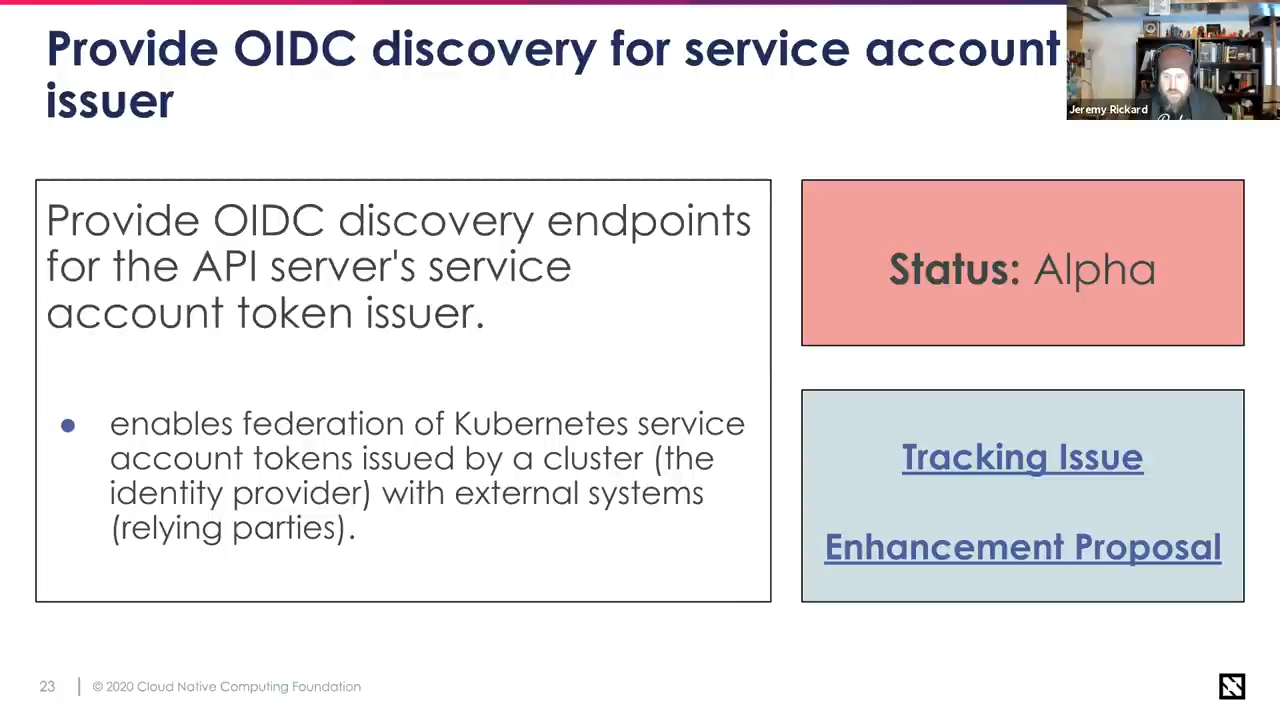 Provide OIDC discovery for service account
issuer
Jeremy Rickard
Provide OIDC discovery endpoints
for the API server's service
account token issuer.
● enables federation of Kubernetes service
account tokens issued by a cluster (the
identity provider) with external systems
(relying parties).
Status: Alpha
Tracking Issue
Enhancement Proposal
23 | © 2020 Cloud Native Computing Foundation